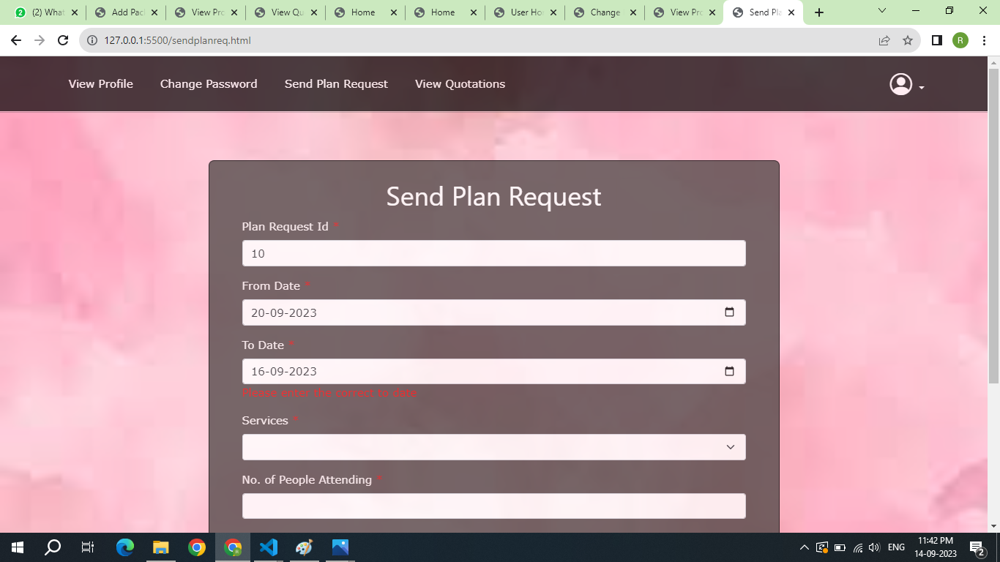 (2) What
Add Pac
View Pro
View Qu
Home
Home
User Ho
Change
View Pro
Send Pla
127.0.0.1:5500/sendplanreq.html
R
View Profile
Change Password
Send Plan Request
View Quotations
Send Plan Request
Plan Request Id *
10
From Date *
20-09-2023
To Date *
16-09-2023
Please enter the correct to date
Services *
No. of People Attending *
ENG
11:42 PM
14-09-2023
2